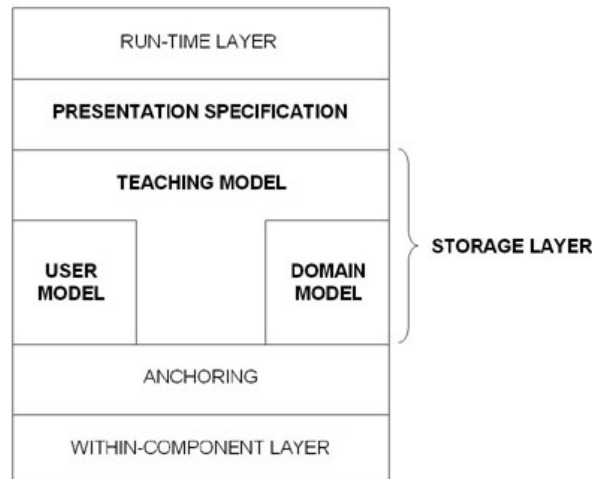 RUN-TIME LAYER
PRESENTATION SPECIFICATION
TEACHING MODEL
USER
MODEL
DOMAIN
MODEL
STORAGE LAYER
ANCHORING
WITHIN-COMPONENT LAYER